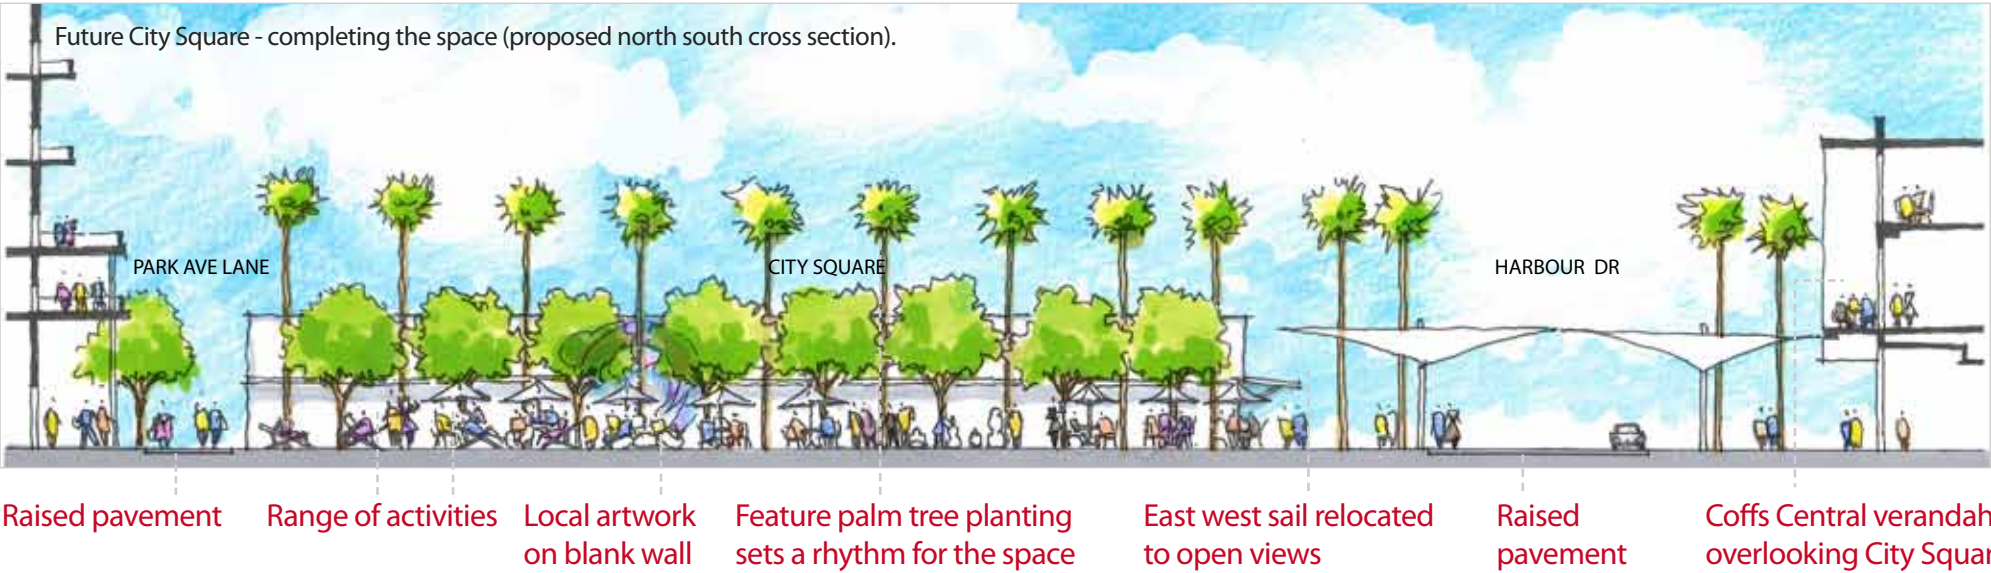 Future City Square - completing the space (proposed north south cross section).
PARK AVE LANE
CITY SQUARE
HARBOUR DR
Raised pavement
Range of activities
Local artwork
on blank wall
Feature palm tree planting
sets a rhythm for the space
East west sail relocated
to open views
Raised
pavement
Coffs Central verandah
overlooking City Squar